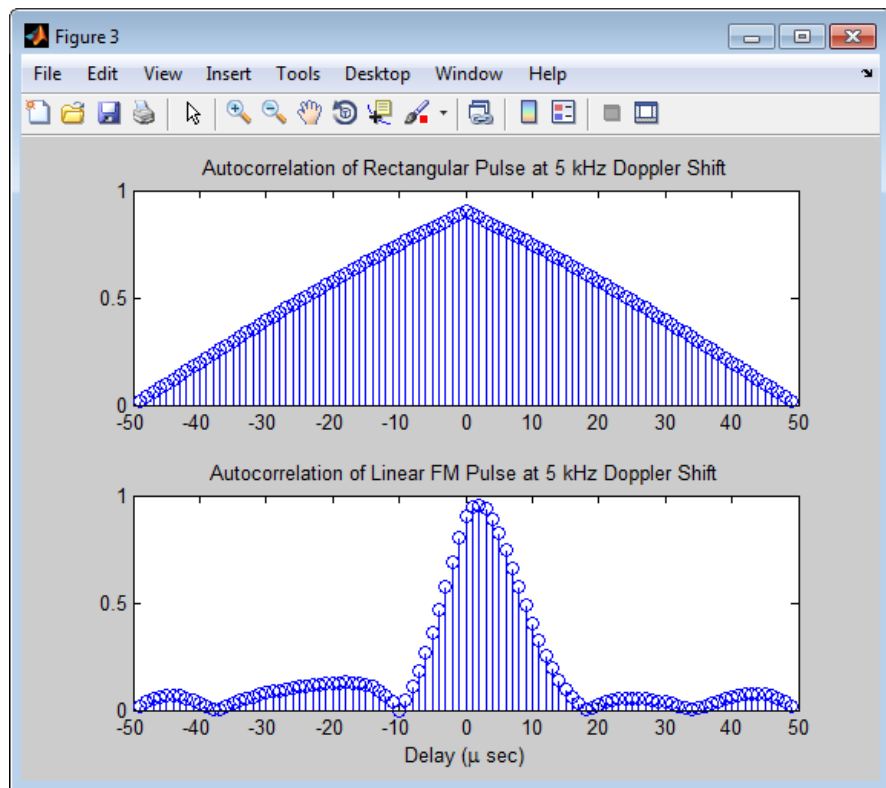 Figure 3
File Edit View Insert Tools Desktop Window Help
Autocorrelation of Rectangular Pulse at 5 kHz Doppler Shift
1
0.5
0
-50 -40 -30 -20 -10 0 10 20 30 40 50
Autocorrelation of Linear FM Pulse at 5 kHz Doppler Shift
1
0.5
0
-50 -40 -30 -20 -10 0 10 20 30 40 50
Delay (μ sec)